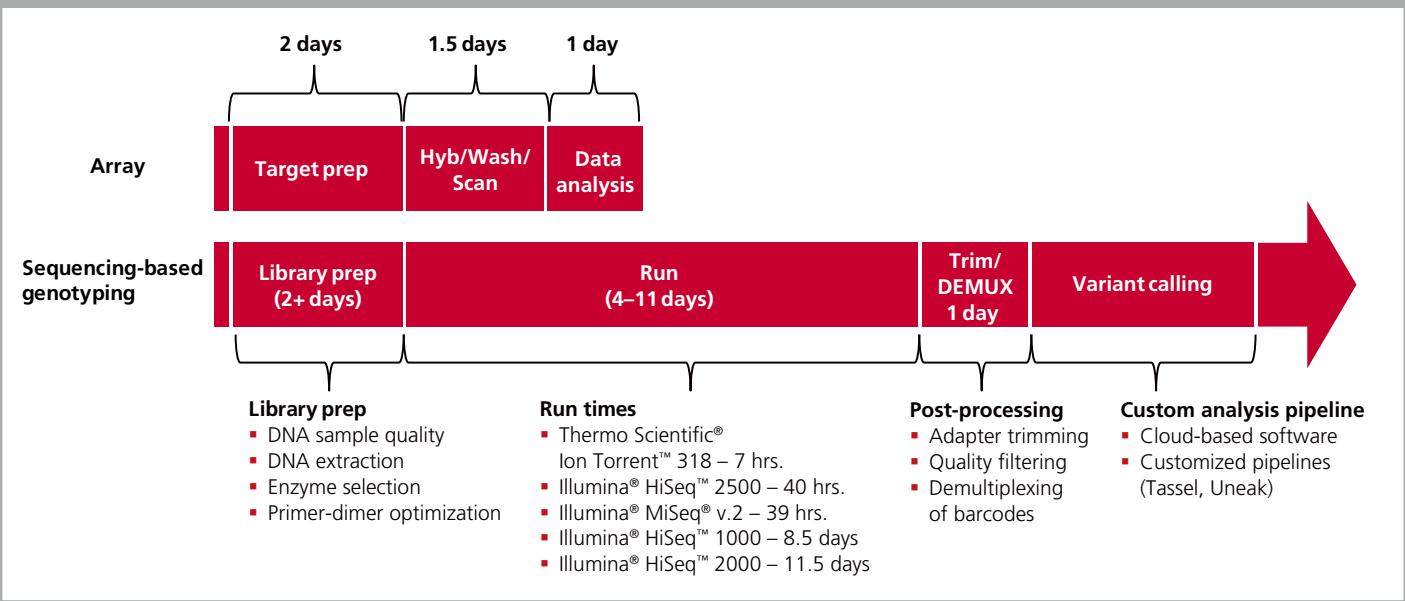 2 days
1.5 days
1 day
Array
Target prep
Hyb/Wash/
Scan
Data
analysis
Sequencing-based
genotyping
Library prep
(2+ days)
Run
(4–11 days)
Trim/
DEMUX
1 day
Variant calling
Library prep
▪ DNA sample quality
▪ DNA extraction
▪ Enzyme selection
▪ Primer-dimer optimization
Run times
▪ Thermo Scientific®
Ion Torrent™ 318 – 7 hrs.
▪ Illumina® HiSeq™ 2500 – 40 hrs.
▪ Illumina® MiSeq® v.2 – 39 hrs.
▪ Illumina® HiSeq™ 1000 – 8.5 days
▪ Illumina® HiSeq™ 2000 – 11.5 days
Post-processing
▪ Adapter trimming
▪ Quality filtering
▪ Demultiplexing
of barcodes
Custom analysis pipeline
▪ Cloud-based software
▪ Customized pipelines
(Tassel, Uneak)